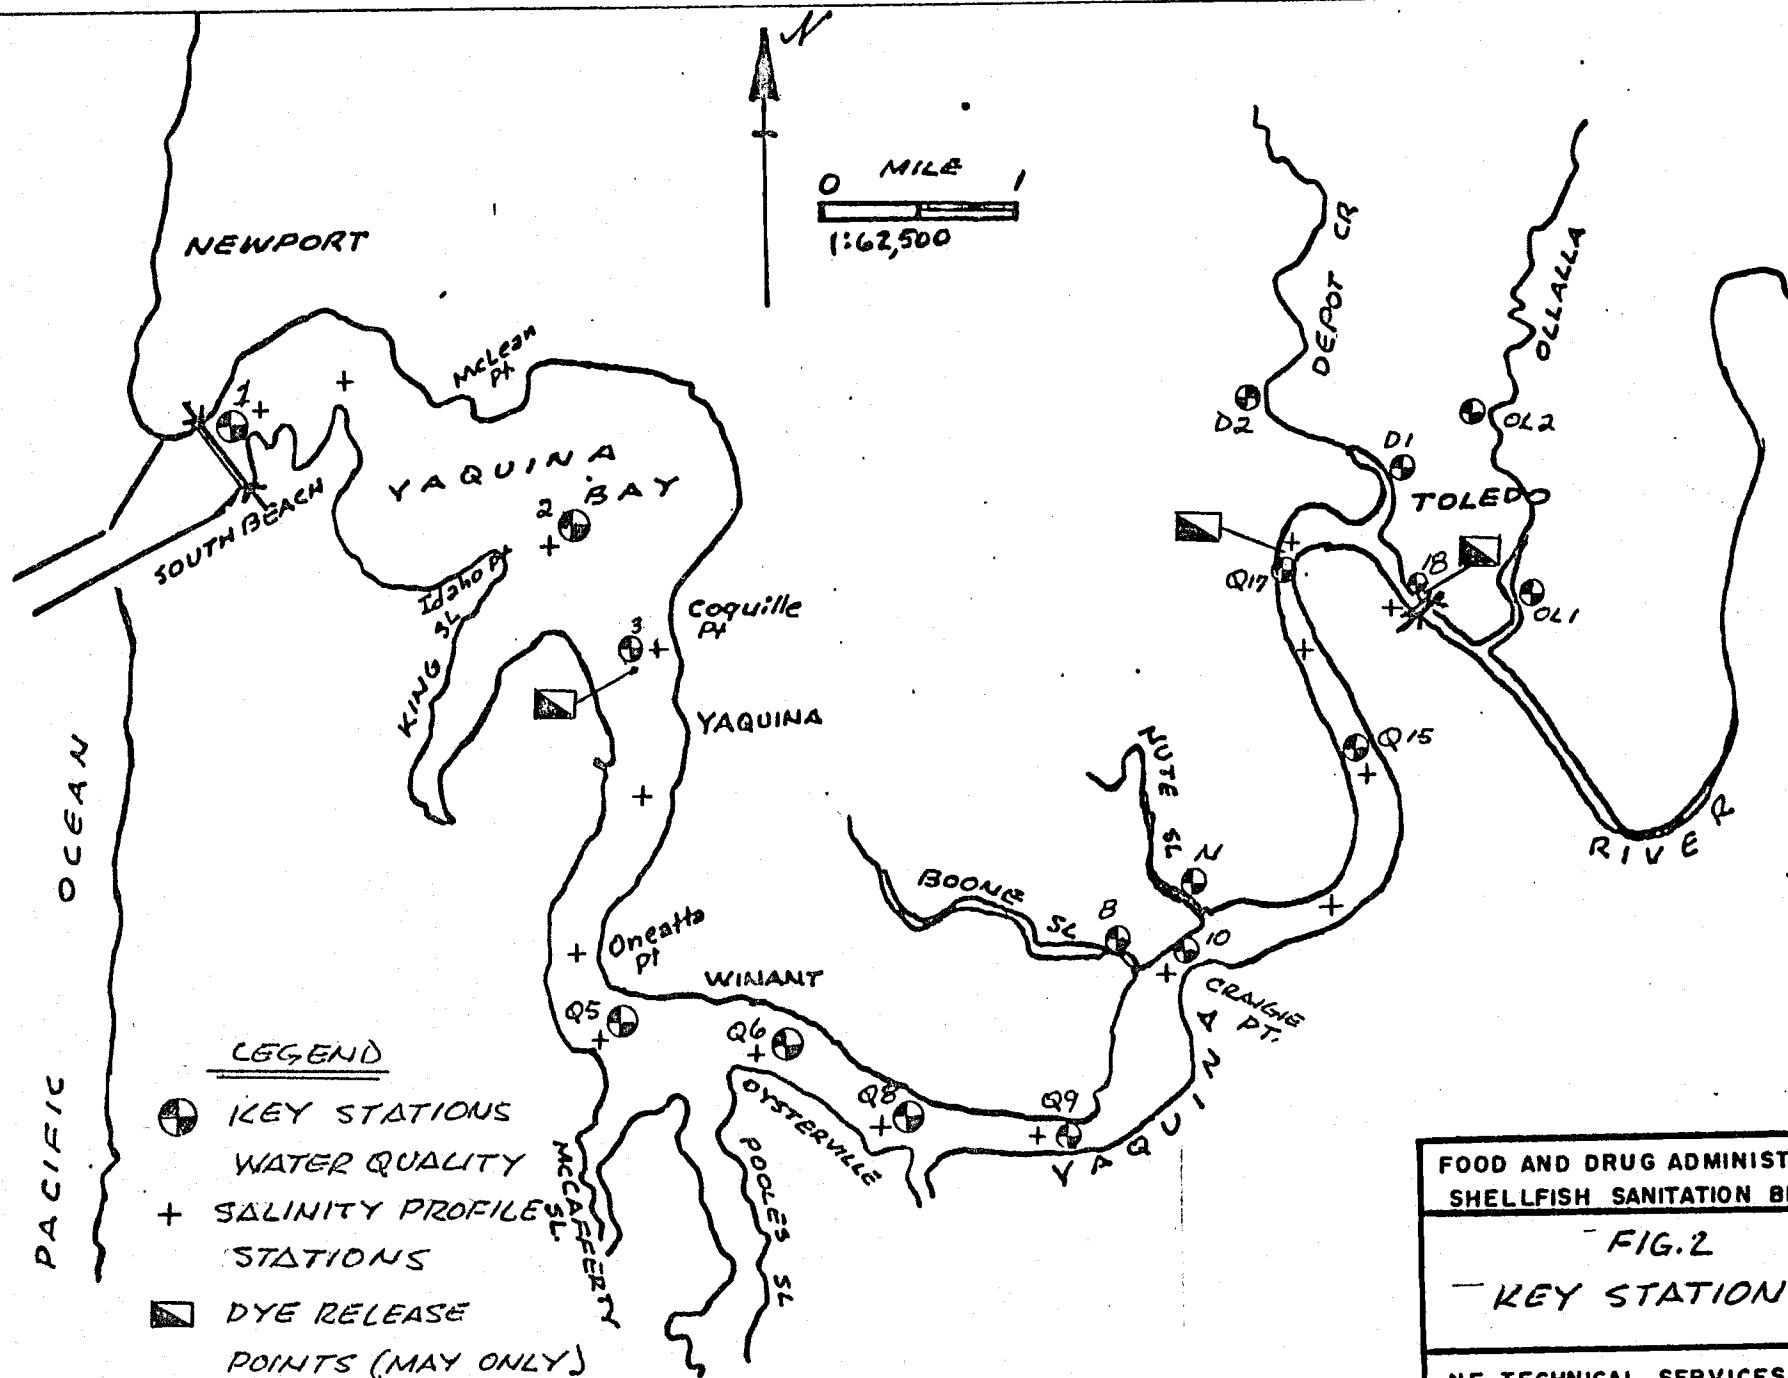 N
0 MILE 1
1:62,500
NEWPORT
McLean
Pt
1
YAQUINA
BAY
2
SOUTH BEACH
Idaho Pt
KING SL
3
Coquille
Pt
YAQUINA
DEPOT CR
OLLALLA
D2
D1
OL2
TOLEDO
Q17
18
OL1
Q15
NUTE SL
N
BOONE SL
8
10
CRAIGIE
PT.
RIVER
Oneatta
Pt
WINANT
Q5
Q6
Q8
Q9
OYSTERVILLE
YAQUINA
POOLES SL
MCCAFFERTY
SL.
PACIFIC OCEAN
LEGEND
KEY STATIONS
WATER QUALITY
+ SALINITY PROFILE
STATIONS
DYE RELEASE
POINTS (MAY ONLY)
FOOD AND DRUG ADMINIST
SHELLFISH SANITATION B
FIG.2
KEY STATION
TECHNICAL SERVICES